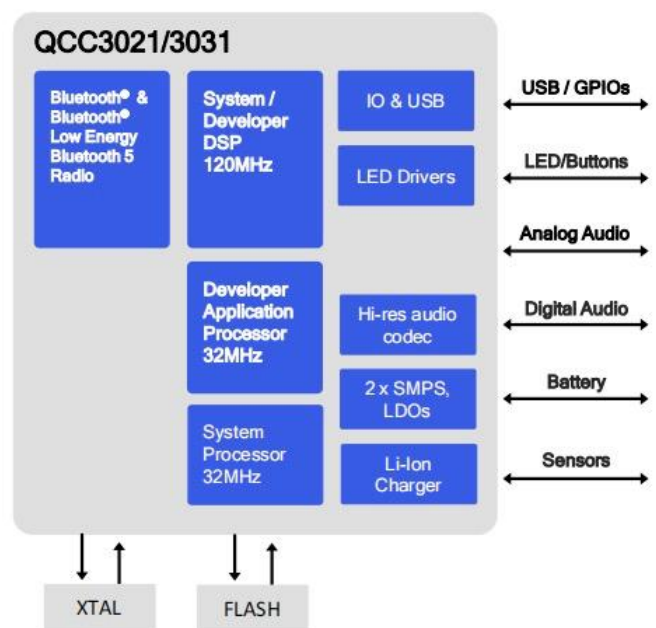 QCC3021/3031
Bluetooth® &
Bluetooth®
Low Energy
Bluetooth 5
Radio
System /
Developer
DSP
120MHz
IO & USB
LED Drivers
Developer
Application
Processor
32MHz
Hi-res audio
codec
2 x SMPS,
LDOs
System
Processor
32MHz
Li-Ion
Charger
USB / GPIOs
LED/Buttons
Analog Audio
Digital Audio
Battery
Sensors
XTAL
FLASH